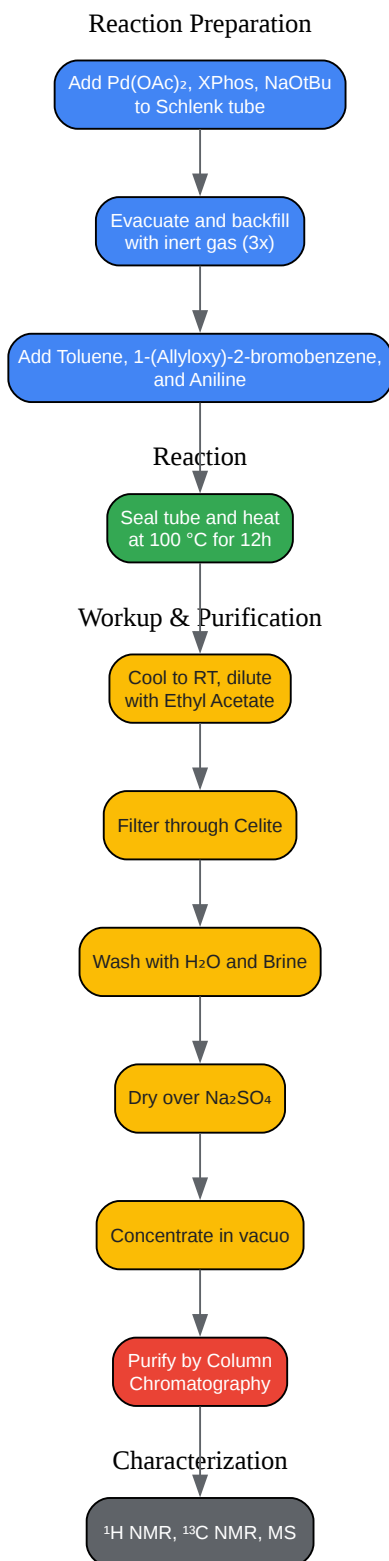 Reaction Preparation
Add Pd(OAc)₂, XPhos, NaOtBu
to Schlenk tube
Evacuate and backfill
with inert gas (3x)
Add Toluene, 1-(Allyloxy)-2-bromobenzene,
and Aniline
Reaction
Seal tube and heat
at 100 °C for 12h
Workup & Purification
Cool to RT, dilute
with Ethyl Acetate
Filter through Celite
Wash with H₂O and Brine
Dry over Na₂SO₄
Concentrate in vacuo
Purify by Column
Chromatography
Characterization
¹H NMR, ¹³C NMR, MS